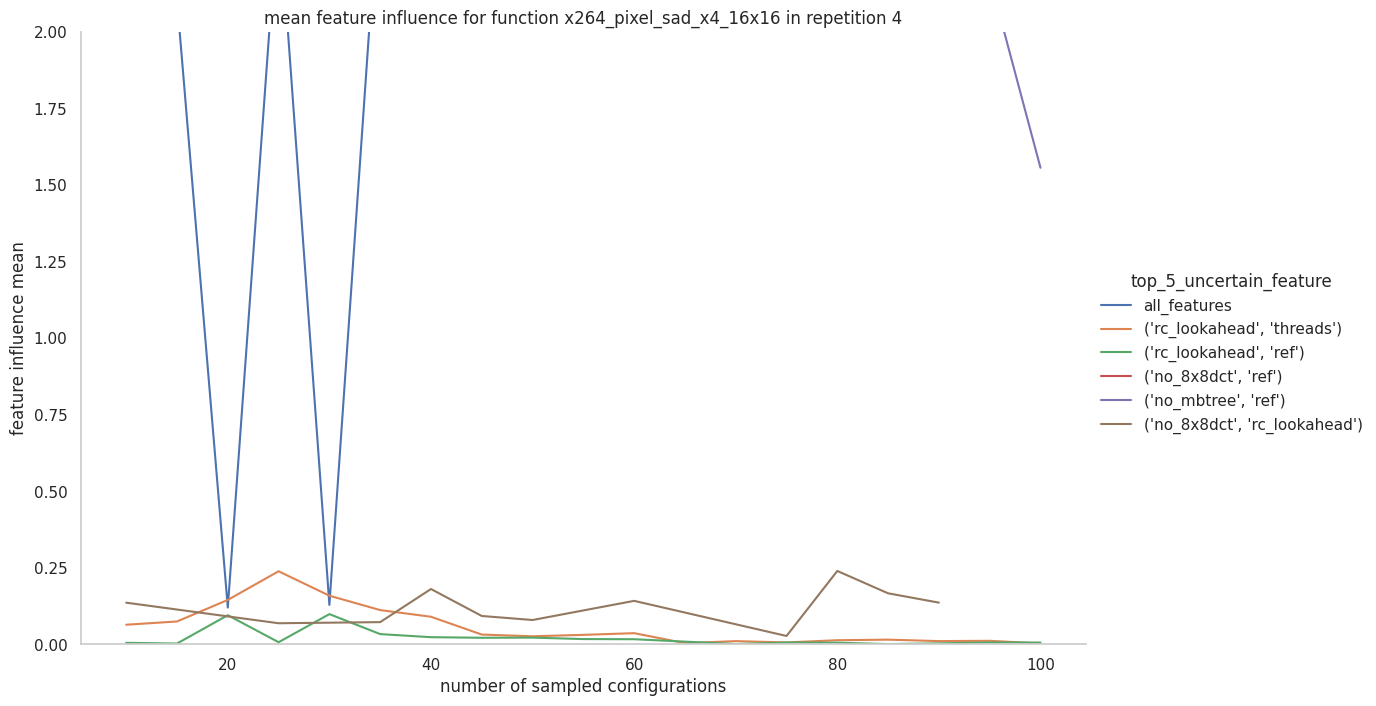 mean feature influence for function x264_pixel_sad_x4_16x16 in repetition 4
2.00
1.75
1.50
1.25
1.00
0.75
0.50
0.25
0.00
feature influence mean
20
40
60
80
100
number of sampled configurations
top_5_uncertain_feature
all_features
('rc_lookahead', 'threads')
('rc_lookahead', 'ref')
('no_8x8dct', 'ref')
('no_mbtree', 'ref')
('no_8x8dct', 'rc_lookahead')